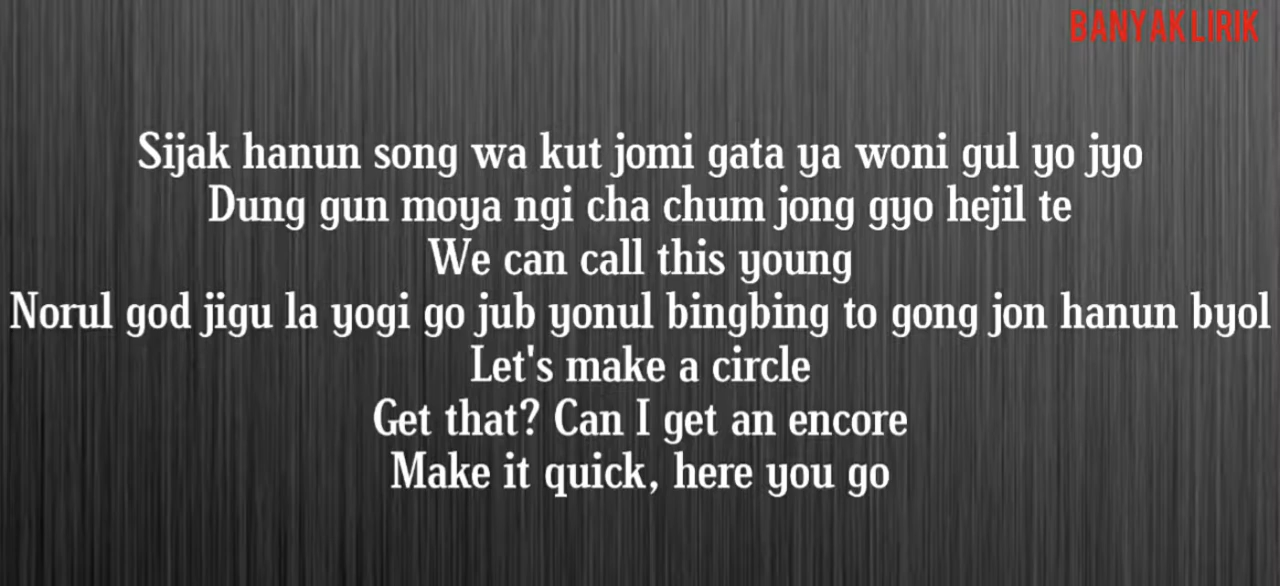 BANYAK LIRIK
Sijak hanun song wa kut jomi gata ya woni gul yo jyo
Dung gun moya ngi cha chum jong gyo hejil te
We can call this young
Norul god jigu la yogi go jub yonul bingbing to gong jon hanun byol
Let's make a circle
Get that? Can I get an encore
Make it quick, here you go